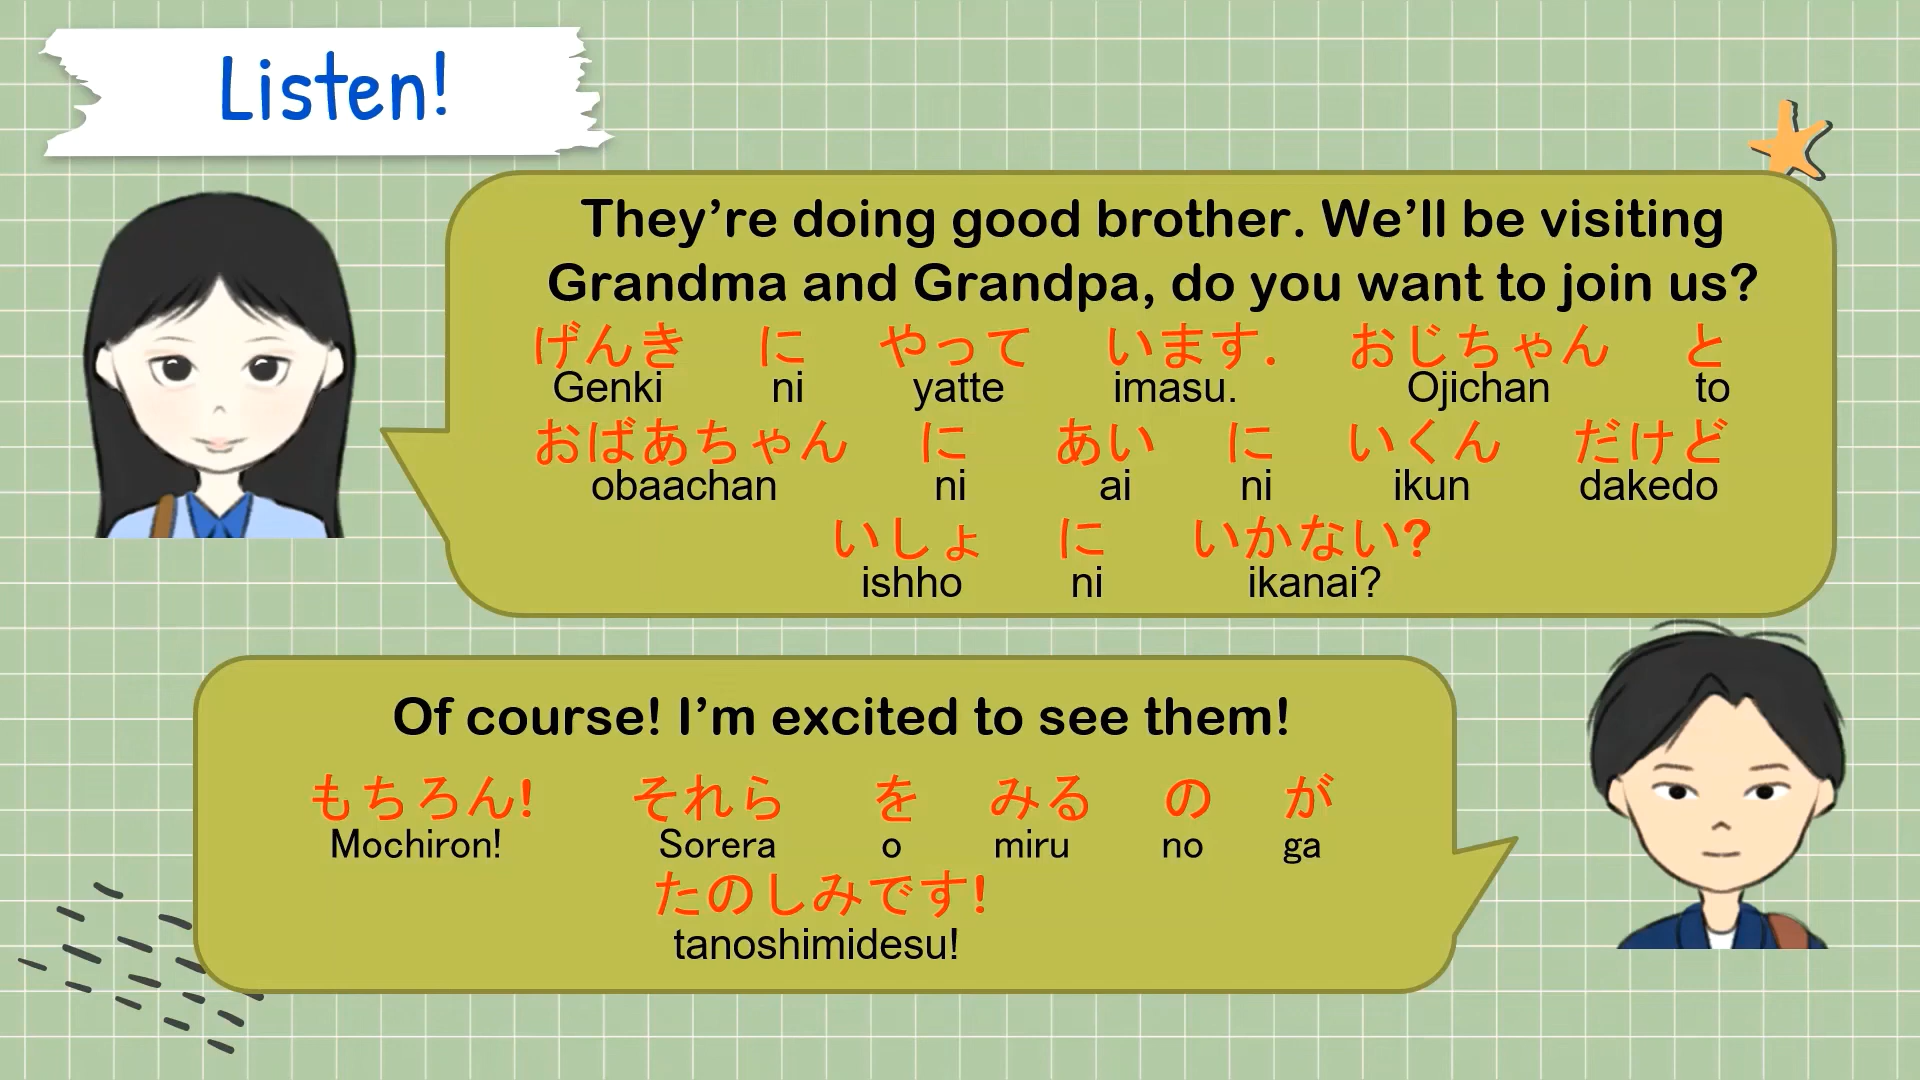 Listen!
They’re doing good brother. We’ll be visiting
Grandma and Grandpa, do you want to join us?
げんき に やって います. おじちゃん と
Genki ni yatte imasu. Ojichan to
おばあちゃん に あい に いくん だけど
obaachan ni ai ni ikun dakedo
いしょ に いかない?
ishho ni ikanai?
Of course! I’m excited to see them!
もちろん! それら を みる の が
Mochiron! Sorera o miru no ga
たのしみです!
tanoshimidesu!